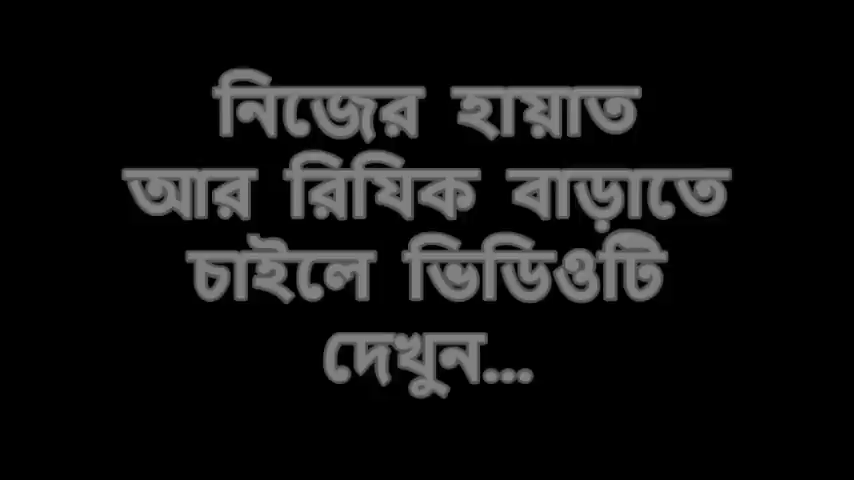 নিজের হায়াত
আর রিযিক বাড়াতে
চাইলে ভিডিওটি
দেখুন...